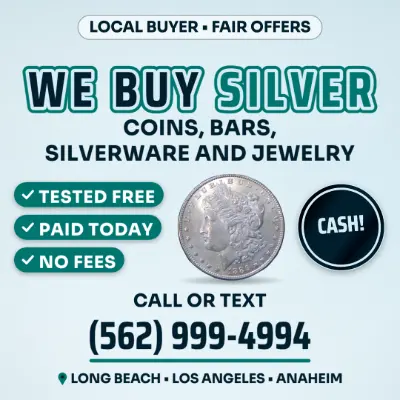 LOCAL BUYER • FAIR OFFERS
WE BUY SILVER
COINS, BARS,
SILVERWARE AND JEWELRY
TESTED FREE
PAID TODAY
NO FEES
CASH!
CALL OR TEXT
(562) 999-4994
LONG BEACH • LOS ANGELES • ANAHEIM